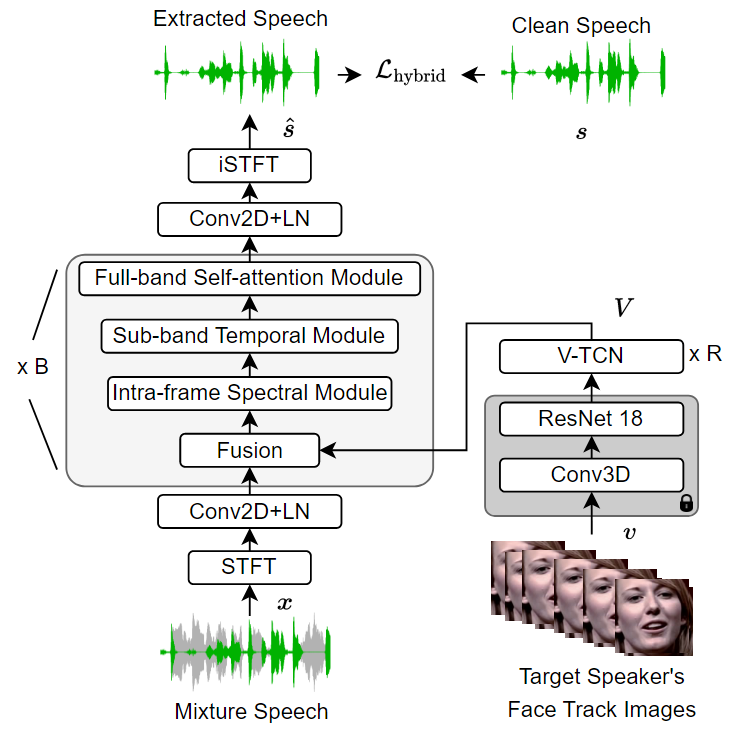 Extracted Speech
Clean Speech
ℒhybrid
ŝ
s
iSTFT
Conv2D+LN
Full-band Self-attention Module
Sub-band Temporal Module
Intra-frame Spectral Module
Fusion
x B
Conv2D+LN
STFT
x
Mixture Speech
V
V-TCN
x R
ResNet 18
Conv3D
v
Target Speaker's
Face Track Images